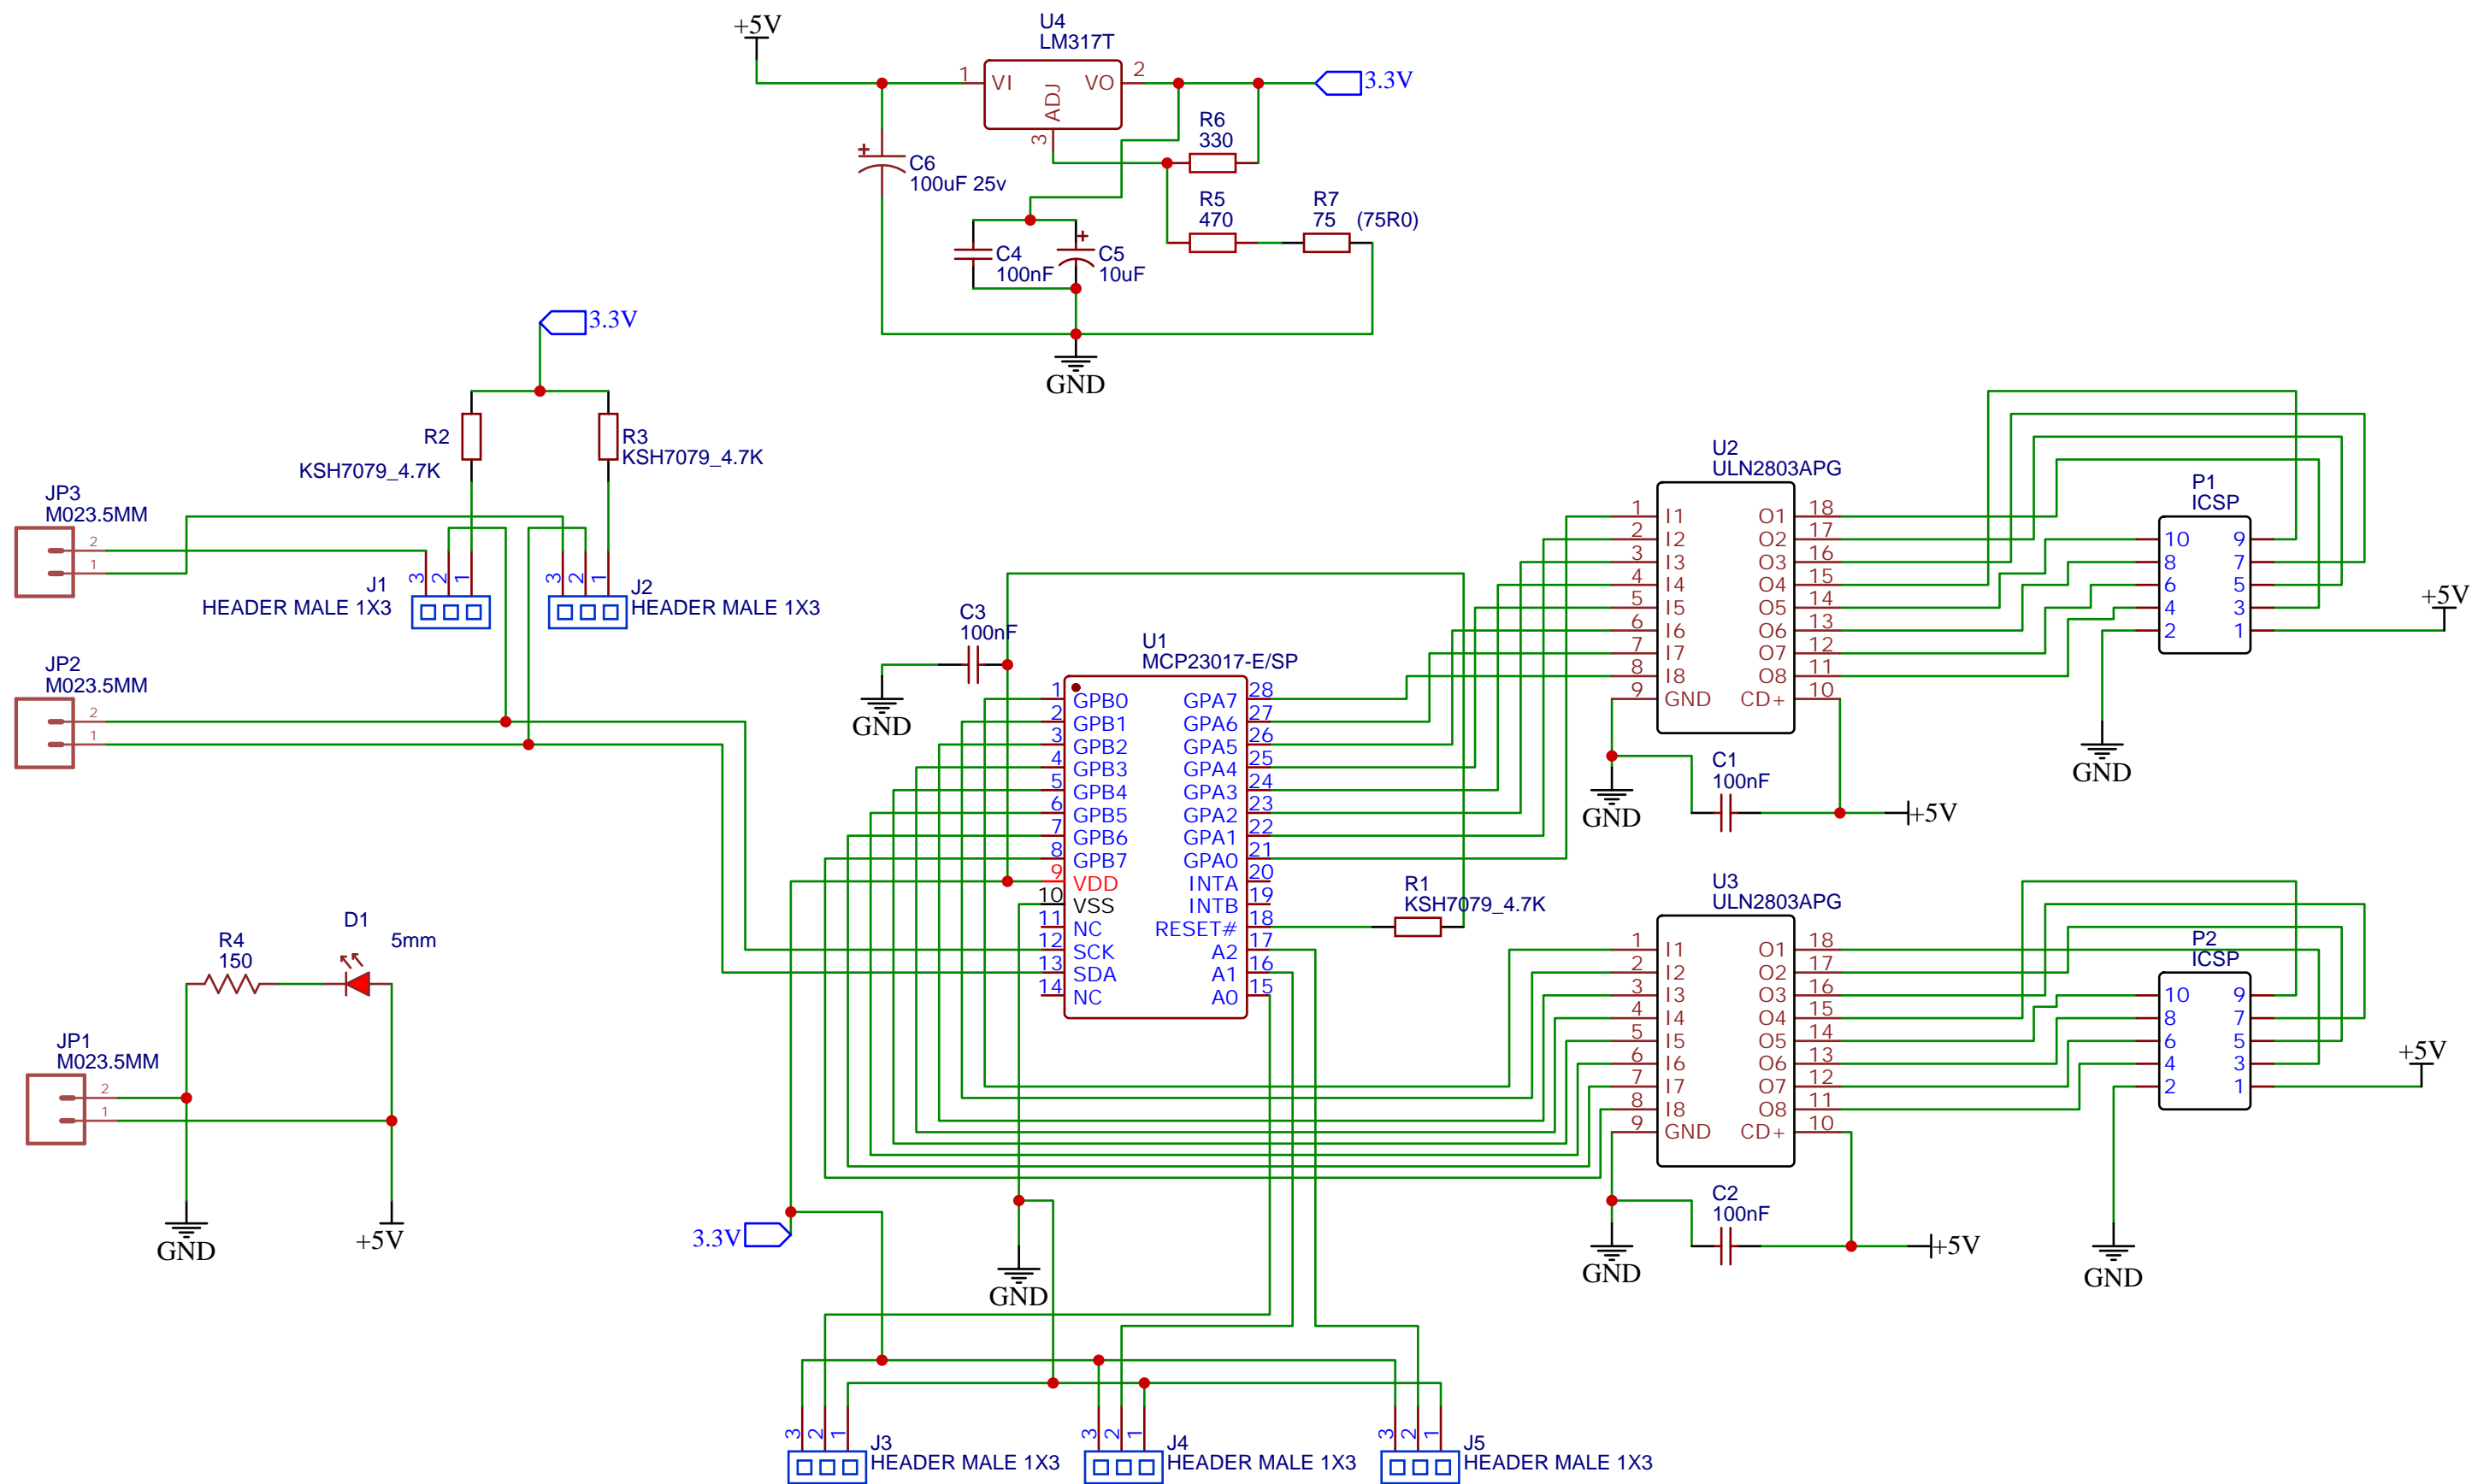 +5V
U4
LM317T
1
VI
ADJ
VO
2
3
3.3V
R6
330
C6
100uF 25v
R5
470
R7
75 (75R0)
C4
100nF
C5
10uF
GND
3.3V
R2
KSH7079_4.7K
R3
KSH7079_4.7K
JP3
M023.5MM
2
1
3
2
1
J1
HEADER MALE 1X3
3
2
1
J2
HEADER MALE 1X3
JP2
M023.5MM
2
1
C3
100nF
GND
U1
MCP23017-E/SP
1 GPB0 GPA7 28
2 GPB1 GPA6 27
3 GPB2 GPA5 26
4 GPB3 GPA4 25
5 GPB4 GPA3 24
6 GPB5 GPA2 23
7 GPB6 GPA1 22
8 GPB7 GPA0 21
9 VDD INTA 20
10 VSS INTB 19
11 NC RESET# 18
12 SCK A2 17
13 SDA A1 16
14 NC A0 15
R1
KSH7079_4.7K
U2
ULN2803APG
1 I1 O1 18
2 I2 O2 17
3 I3 O3 16
4 I4 O4 15
5 I5 O5 14
6 I6 O6 13
7 I7 O7 12
8 I8 O8 11
9 GND CD+ 10
P1
ICSP
10 9
8 7
6 5
4 3
2 1
+5V
GND
C1
100nF
GND
+5V
U3
ULN2803APG
1 I1 O1 18
2 I2 O2 17
3 I3 O3 16
4 I4 O4 15
5 I5 O5 14
6 I6 O6 13
7 I7 O7 12
8 I8 O8 11
9 GND CD+ 10
P2
ICSP
10 9
8 7
6 5
4 3
2 1
+5V
GND
C2
100nF
GND
+5V
R4
150
D1
5mm
JP1
M023.5MM
2
1
GND
+5V
3.3V
GND
3
2
1
J3
HEADER MALE 1X3
3
2
1
J4
HEADER MALE 1X3
3
2
1
J5
HEADER MALE 1X3